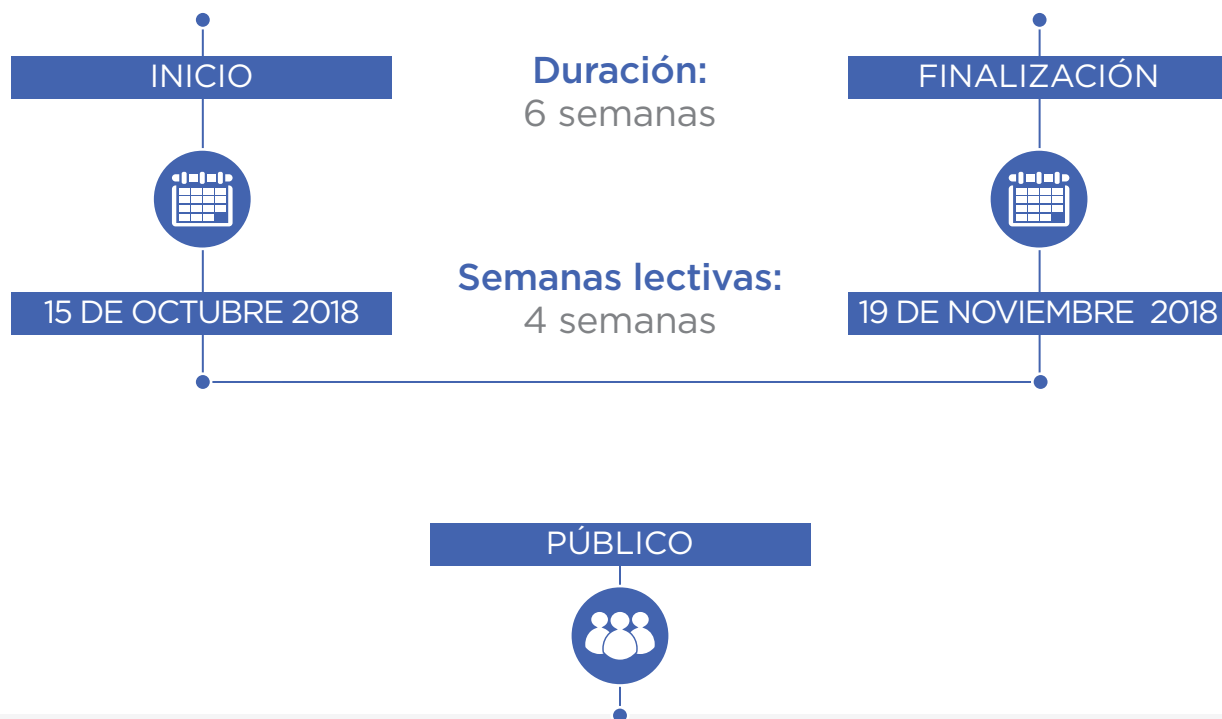 INICIO
Duración:
6 semanas
FINALIZACIÓN
15 DE OCTUBRE 2018
Semanas lectivas:
4 semanas
19 DE NOVIEMBRE 2018
PÚBLICO